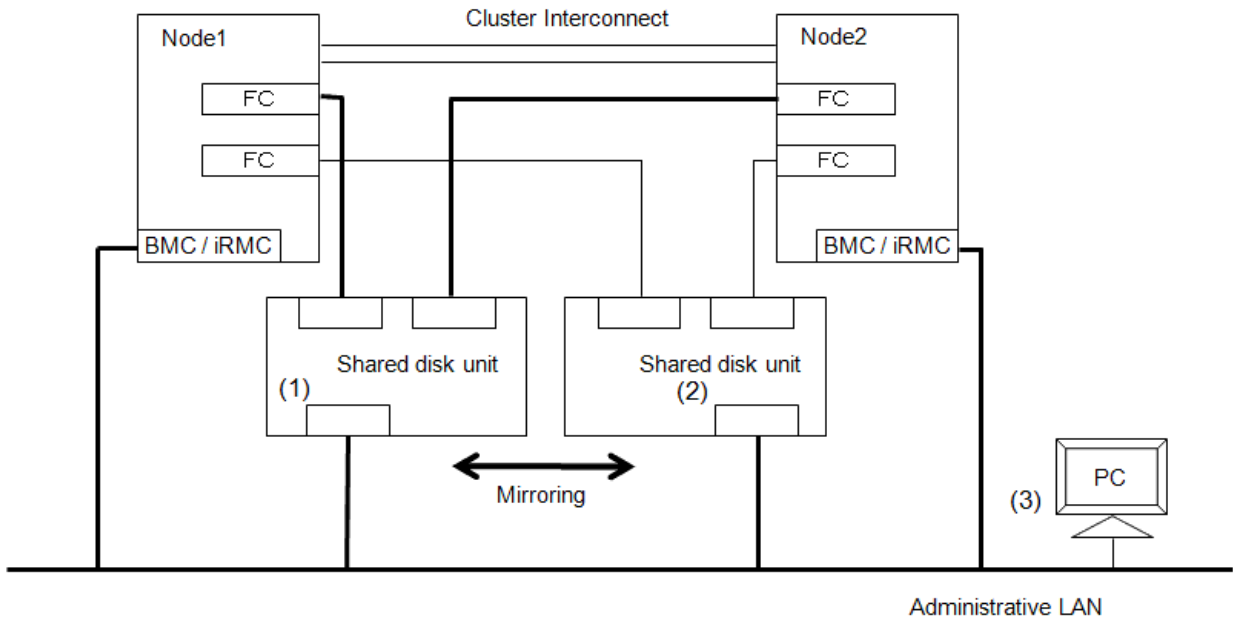 Cluster Interconnect
Node1
Node2
FC
FC
FC
FC
BMC / iRMC
BMC / iRMC
Shared disk unit
Shared disk unit
(1)
(2)
Mirroring
PC
(3)
Administrative LAN